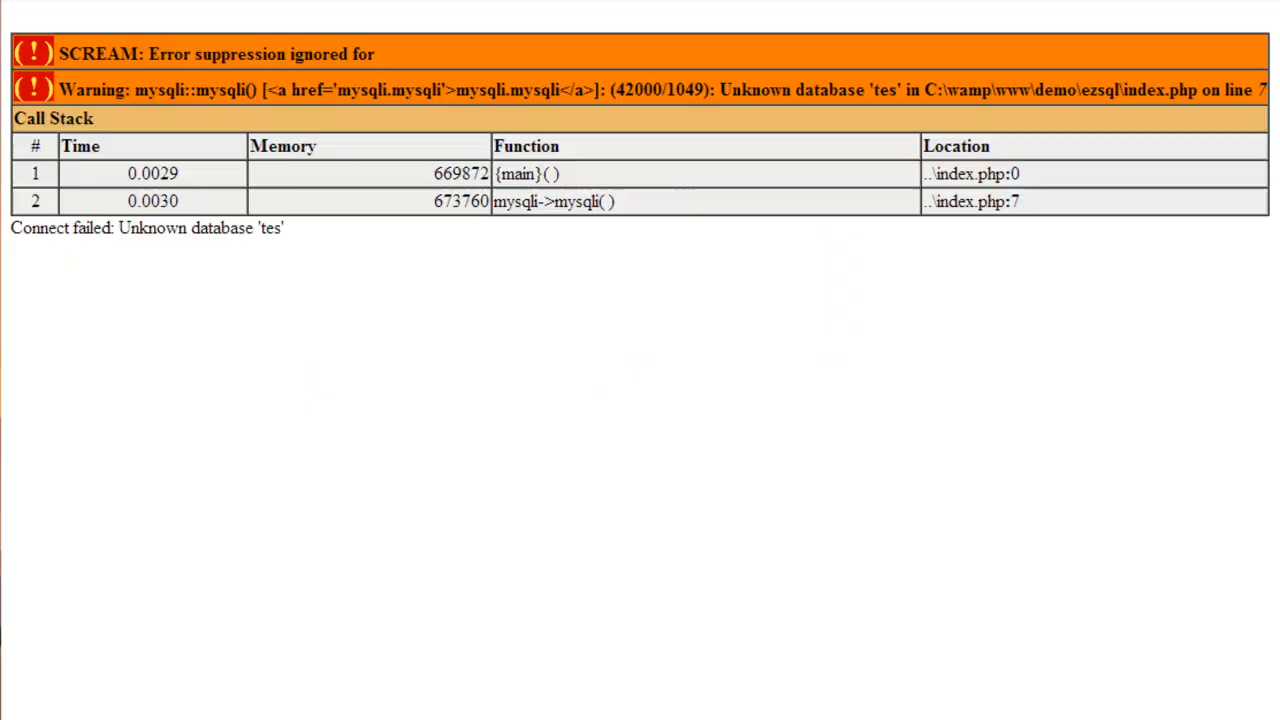 ( ! ) SCREAM: Error suppression ignored for
( ! ) Warning: mysqli::mysqli() [<a href='mysqli.mysqli'>mysqli.mysqli</a>]: (42000/1049): Unknown database 'tes' in C:\wamp\www\demo\ezsql\index.php on line 7
Call Stack
# Time Memory Function Location
1 0.0029 669872 {main}( ) ..\index.php:0
2 0.0030 673760 mysqli->mysqli( ) ..\index.php:7
Connect failed: Unknown database 'tes'